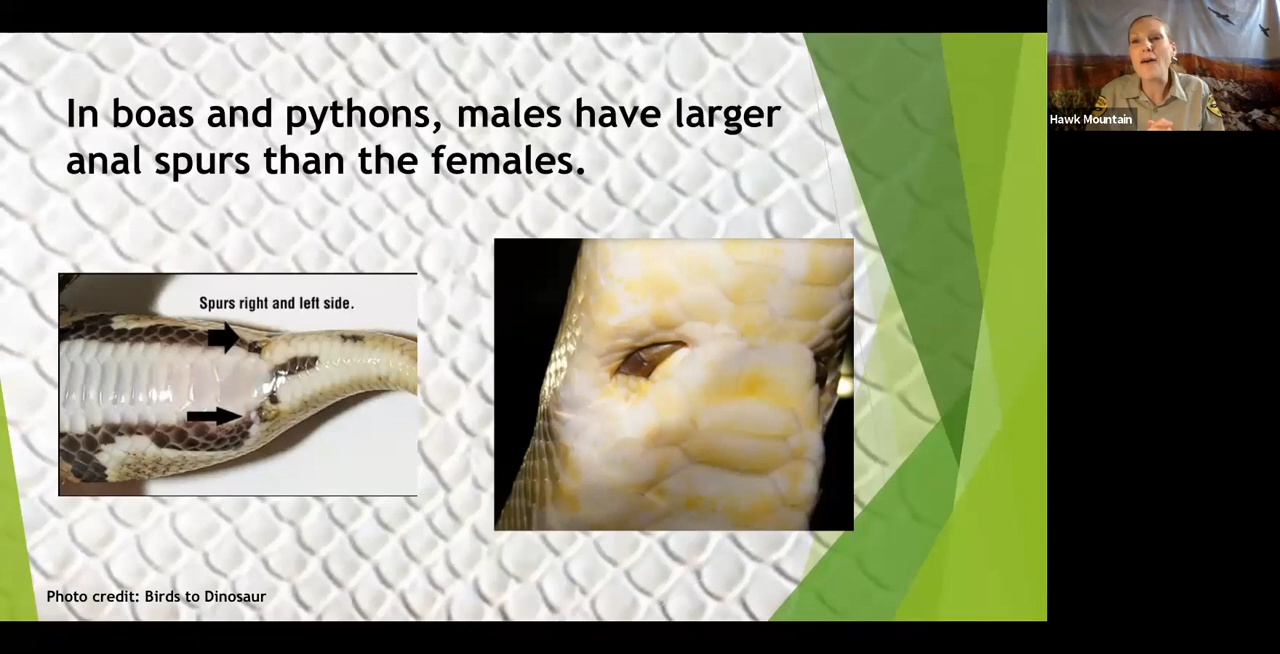 In boas and pythons, males have larger
anal spurs than the females.
Hawk Mountain
Spurs right and left side.
Photo credit: Birds to Dinosaur